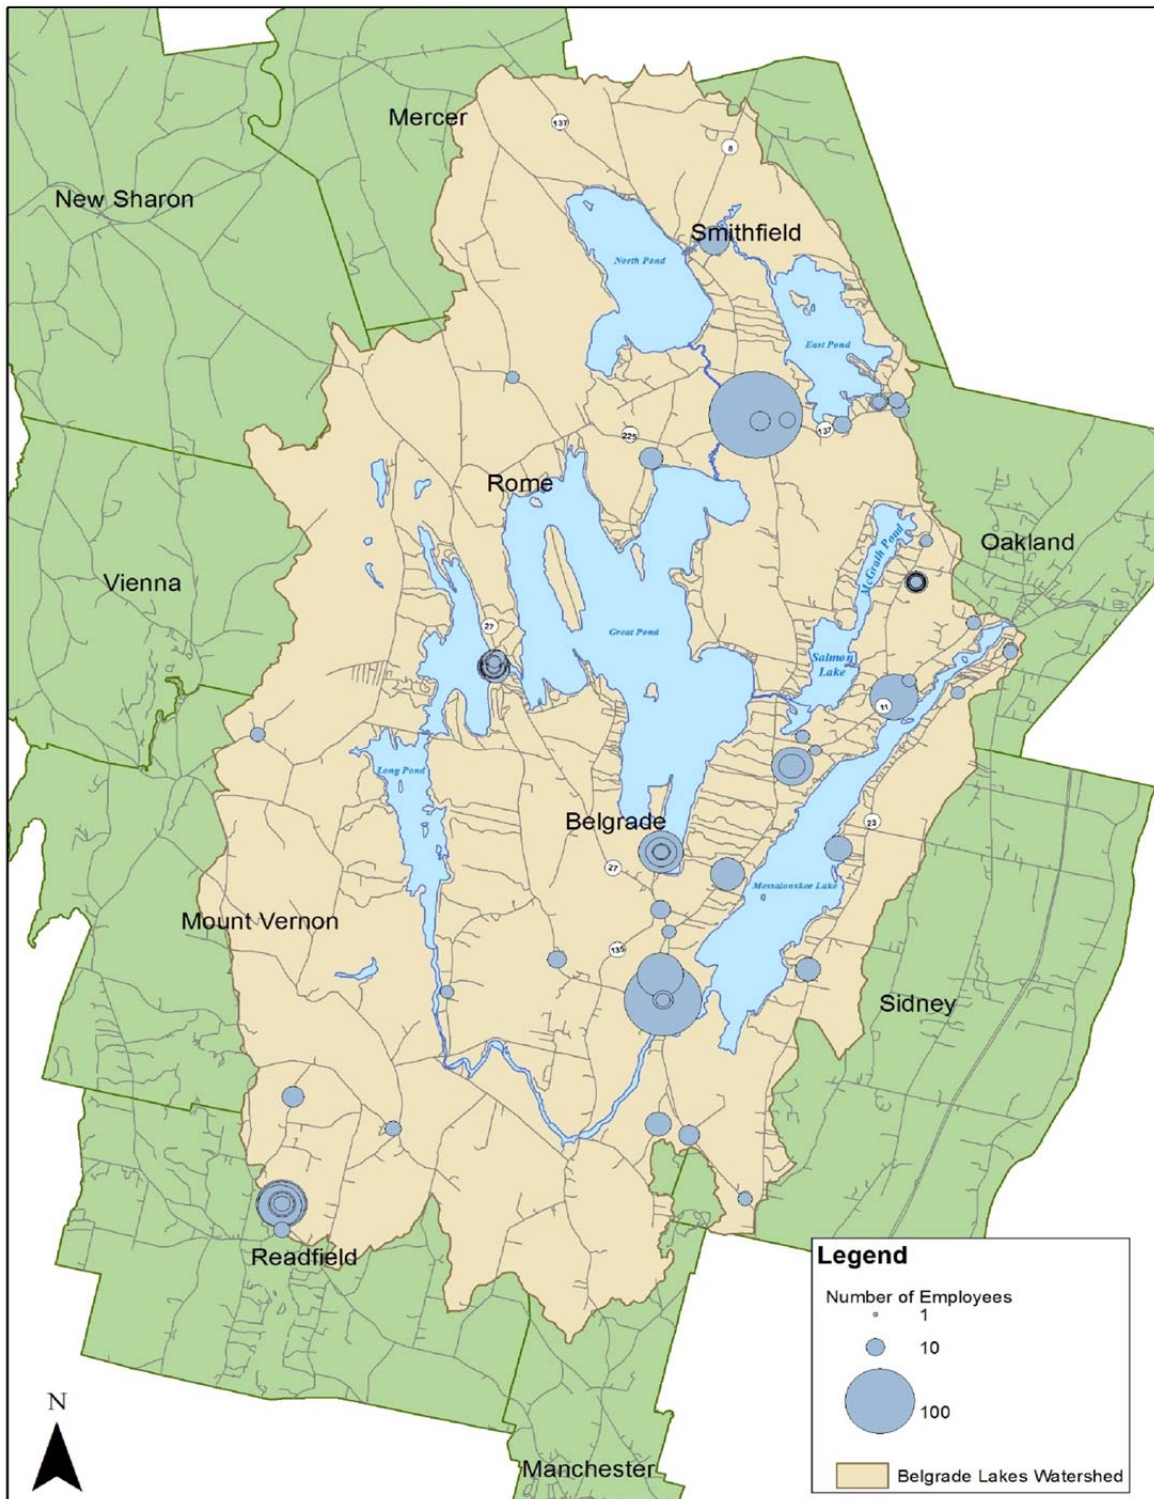 Mercer
137
8
New Sharon
Smithfield
North Pond
East Pond
137
225
Rome
McGrath Pond
Oakland
Vienna
27
Great Pond
Salmon
Lake
11
Long Pond
Belgrade
23
27
Messalonskee Lake
Mount Vernon
135
Sidney
Readfield
Legend
Number of Employees
1
10
100
Belgrade Lakes Watershed
N
Manchester